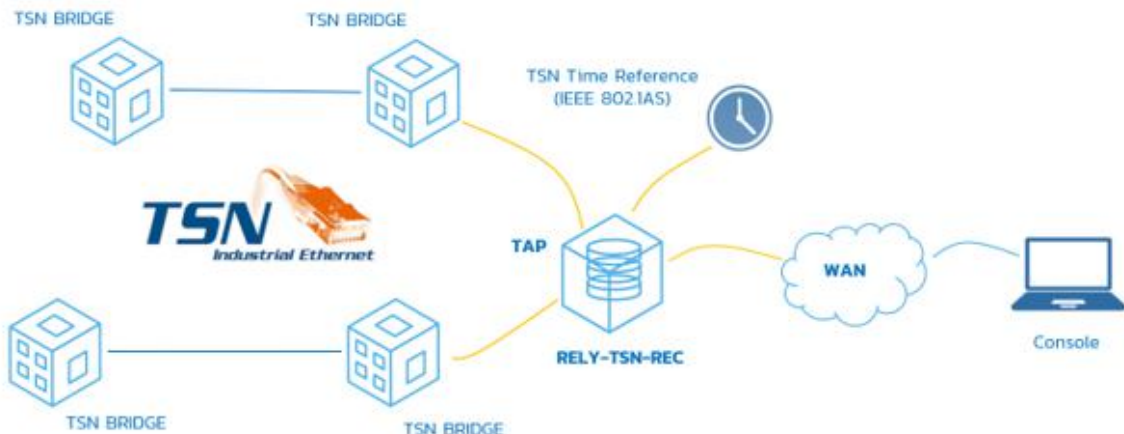 TSN BRIDGE
TSN BRIDGE
TSN Time Reference
(IEEE 802.1AS)
TSN
Industrial Ethernet
TAP
WAN
RELY-TSN-REC
Console
TSN BRIDGE
TSN BRIDGE